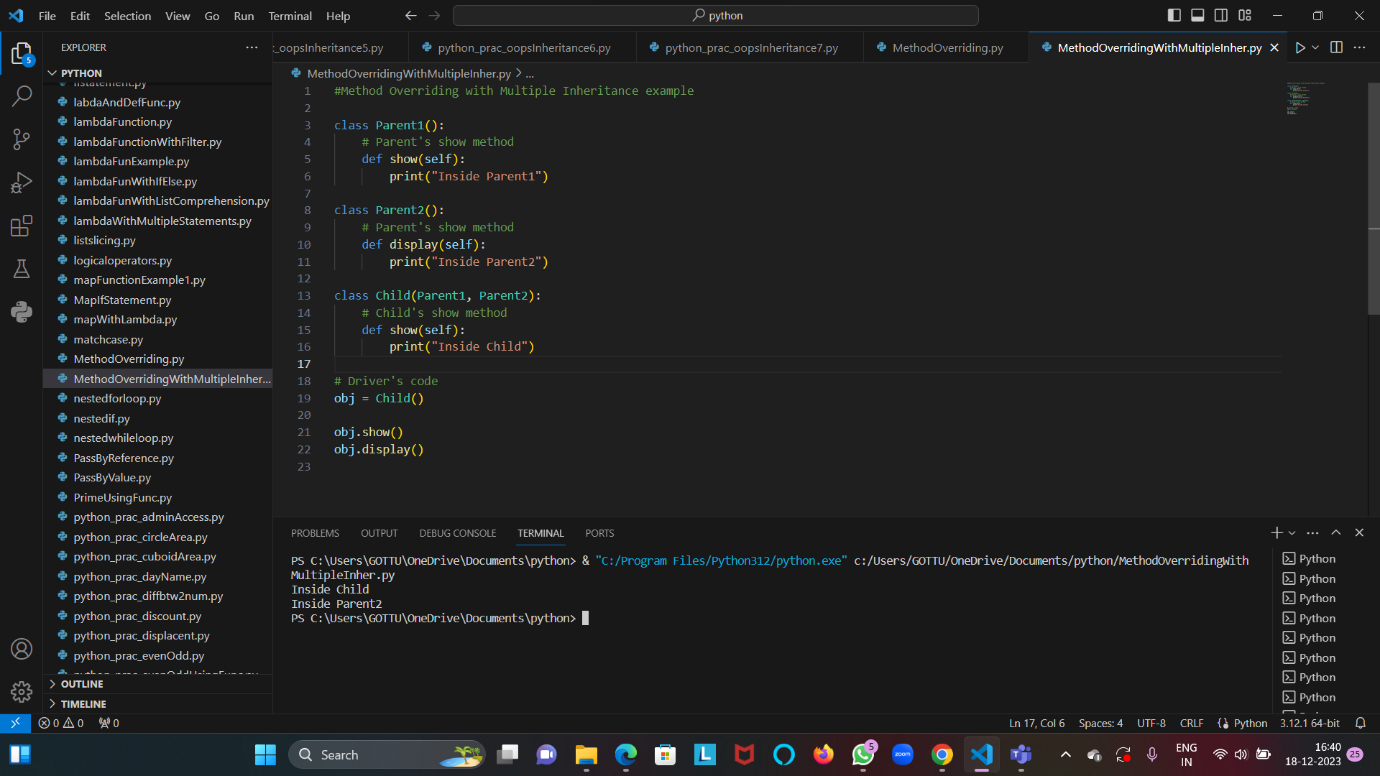 File Edit Selection View Go Run Terminal Help
python
EXPLORER
PYTHON
labdaAndDefFunc.py
lambdaFunction.py
lambdaFunctionWithFilter.py
lambdaFunExample.py
lambdaFunWithIfElse.py
lambdaFunWithListComprehension.py
lambdaWithMultipleStatements.py
listslicing.py
logicaloperators.py
mapFunctionExample1.py
MapIfStatement.py
mapWithLambda.py
matchcase.py
MethodOverriding.py
MethodOverridingWithMultipleInher...
nestedforloop.py
nestedif.py
nestedwhileloop.py
PassByReference.py
PassByValue.py
PrimeUsingFunc.py
python_prac_adminAccess.py
python_prac_circleArea.py
python_prac_cuboidArea.py
python_prac_dayName.py
python_prac_diffbtw2num.py
python_prac_discount.py
python_prac_displacent.py
python_prac_evenOdd.py
OUTLINE
TIMELINE
_oopsInheritance5.py python_prac_oopsInheritance6.py python_prac_oopsInheritance7.py MethodOverriding.py MethodOverridingWithMultipleInher.py
MethodOverridingWithMultipleInher.py > ...
1 #Method Overriding with Multiple Inheritance example
2
3 class Parent1():
4 # Parent's show method
5 def show(self):
6 print("Inside Parent1")
7
8 class Parent2():
9 # Parent's show method
10 def display(self):
11 print("Inside Parent2")
12
13 class Child(Parent1, Parent2):
14 # Child's show method
15 def show(self):
16 print("Inside Child")
17
18 # Driver's code
19 obj = Child()
20
21 obj.show()
22 obj.display()
23
PROBLEMS OUTPUT DEBUG CONSOLE TERMINAL PORTS
PS C:\Users\GOTTU\OneDrive\Documents\python> & "C:/Program Files/Python312/python.exe" c:/Users/GOTTU/OneDrive/Documents/python/MethodOverridingWith
MultipleInher.py
Inside Child
Inside Parent2
PS C:\Users\GOTTU\OneDrive\Documents\python>
Python
Python
Python
Python
Python
Python
Python
Python
5
0 0 0 Ln 17, Col 6 Spaces: 4 UTF-8 CRLF Python 3.12.1 64-bit
Search
5
zoom
ENG
IN
16:40
18-12-2023
25